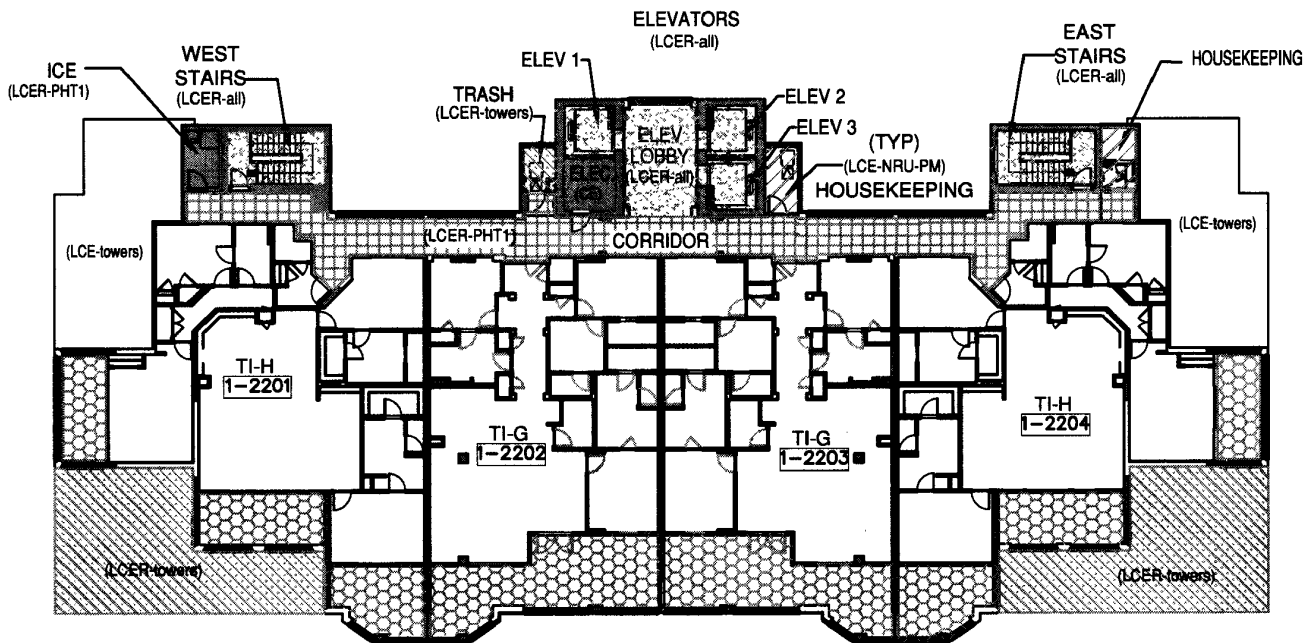 ELEVATORS
(LCER-all)
WEST
STAIRS
(LCER-all)
ICE
(LCER-PHT1)
ELEV 1
TRASH
(LCER-towers)
ELEV 2
ELEV 3
ELEV
LOBBY
(LCER-all)
ELEC
(TYP)
(LCE-NRU-PM)
HOUSEKEEPING
EAST
STAIRS
(LCER-all)
HOUSEKEEPING
(LCE-towers)
(LCER-PHT1)
CORRIDOR
(LCE-towers)
TI-H
1-2201
TI-G
1-2202
TI-G
1-2203
TI-H
1-2204
(LCER-towers)
(LCER-towers)